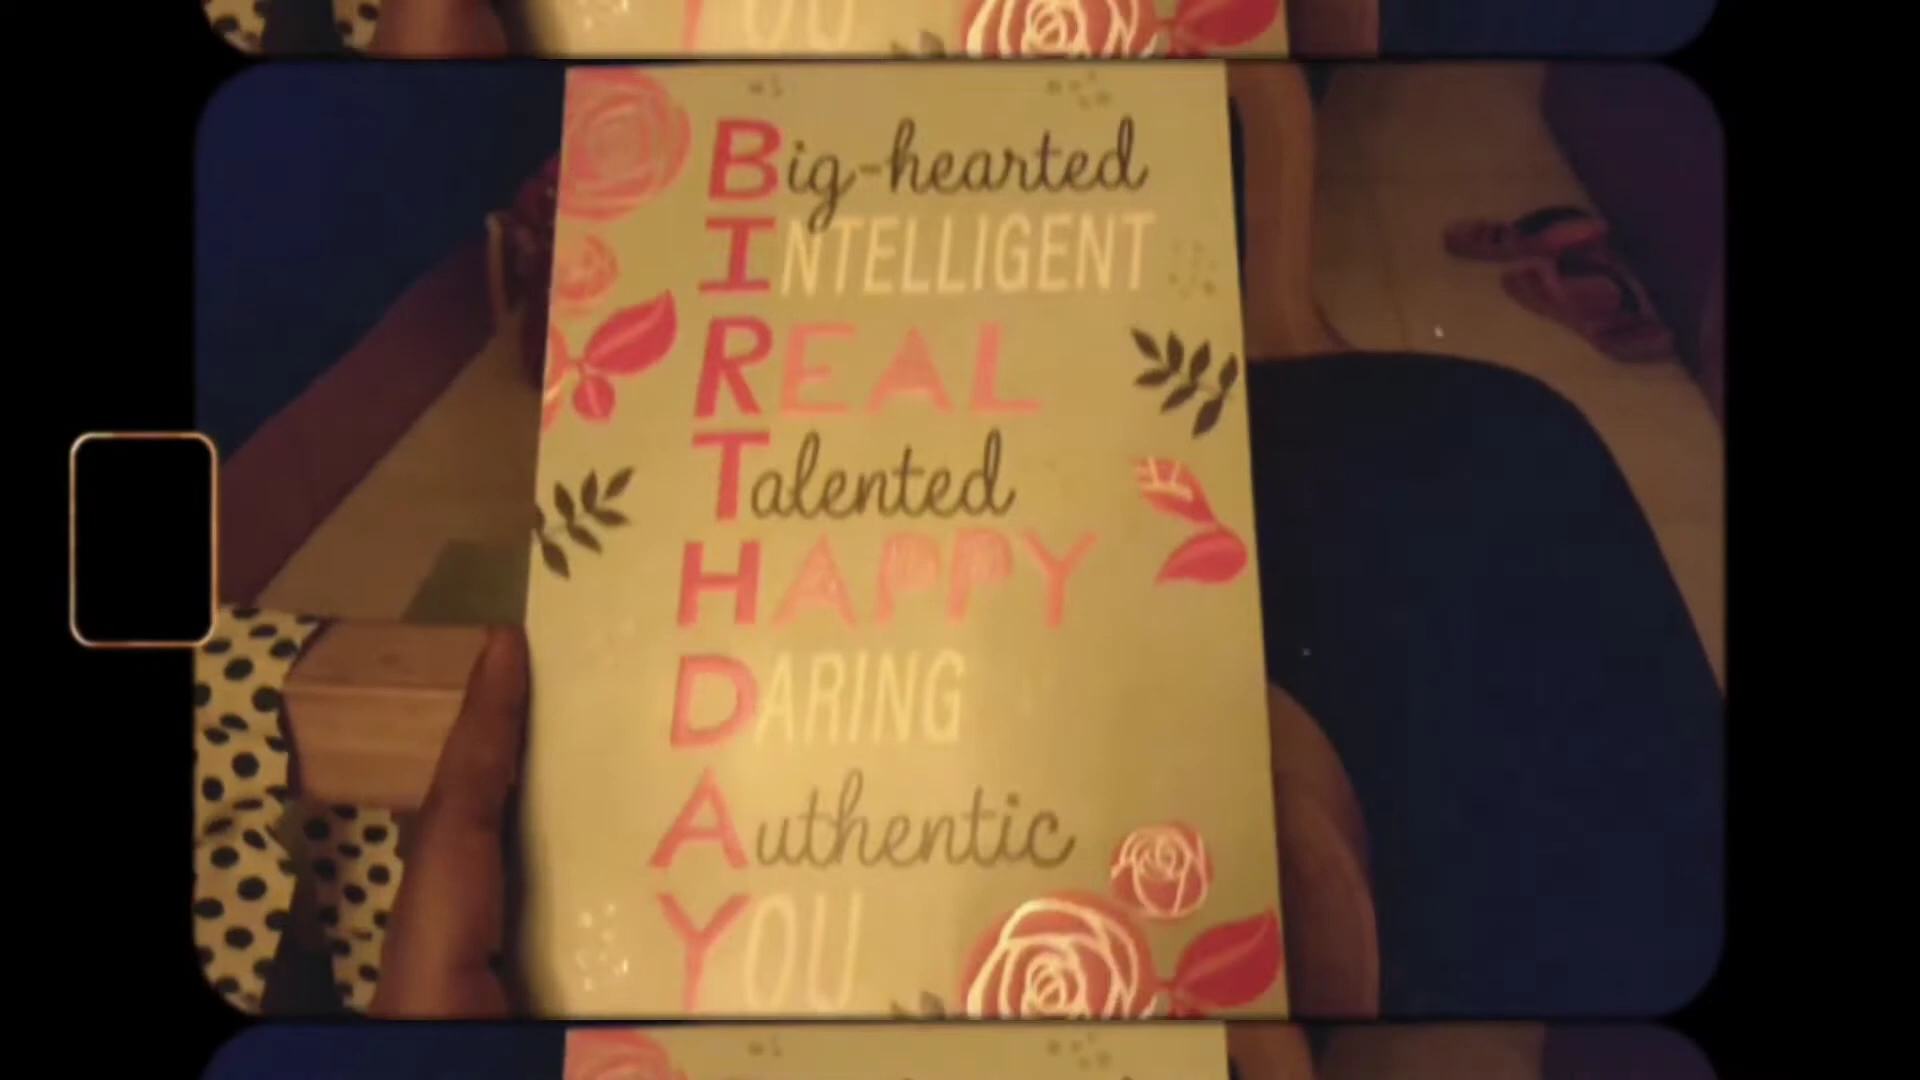 Big-hearted
INTELLIGENT
REAL
Talented
HAPPY
DARING
Authentic
YOU